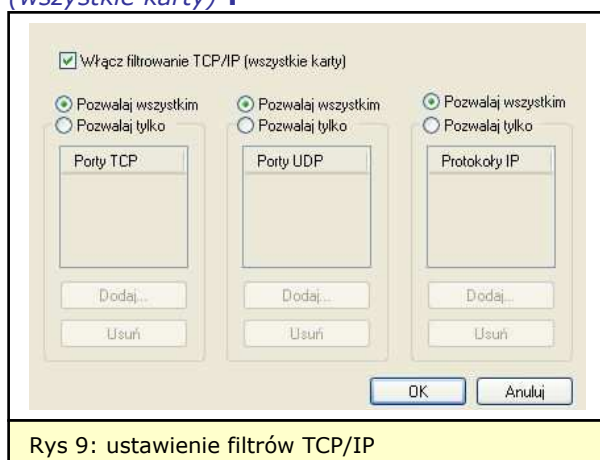 (wszystkie karty)
Włącz filtrowanie TCP/IP (wszystkie karty)
Pozwalaj wszystkim
Pozwalaj tylko
Porty TCP
Dodaj...
Usuń
Pozwalaj wszystkim
Pozwalaj tylko
Porty UDP
Dodaj...
Usuń
Pozwalaj wszystkim
Pozwalaj tylko
Protokoły IP
Dodaj...
Usuń
OK Anuluj
Rys 9: ustawienie filtrów TCP/IP